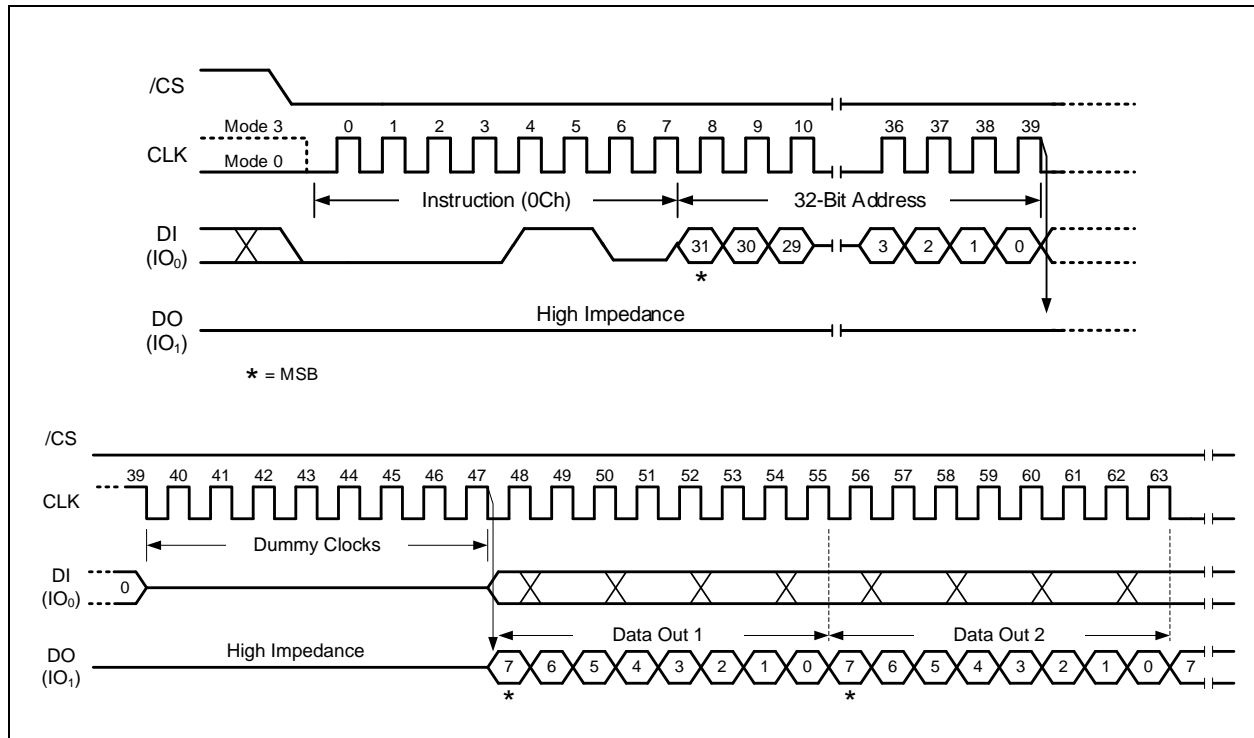 /CS
Mode 3 0 1 2 3 4 5 6 7 8 9 10 36 37 38 39
CLK
Mode 0
Instruction (0Ch) 32-Bit Address
DI
(IO₀)
31 30 29 3 2 1 0
*
High Impedance
DO
(IO₁)
* = MSB
/CS
39 40 41 42 43 44 45 46 47 48 49 50 51 52 53 54 55 56 57 58 59 60 61 62 63
CLK
Dummy Clocks
DI
(IO₀)
0
Data Out 1 Data Out 2
High Impedance
DO
(IO₁)
7 6 5 4 3 2 1 0 7 6 5 4 3 2 1 0 7
* *